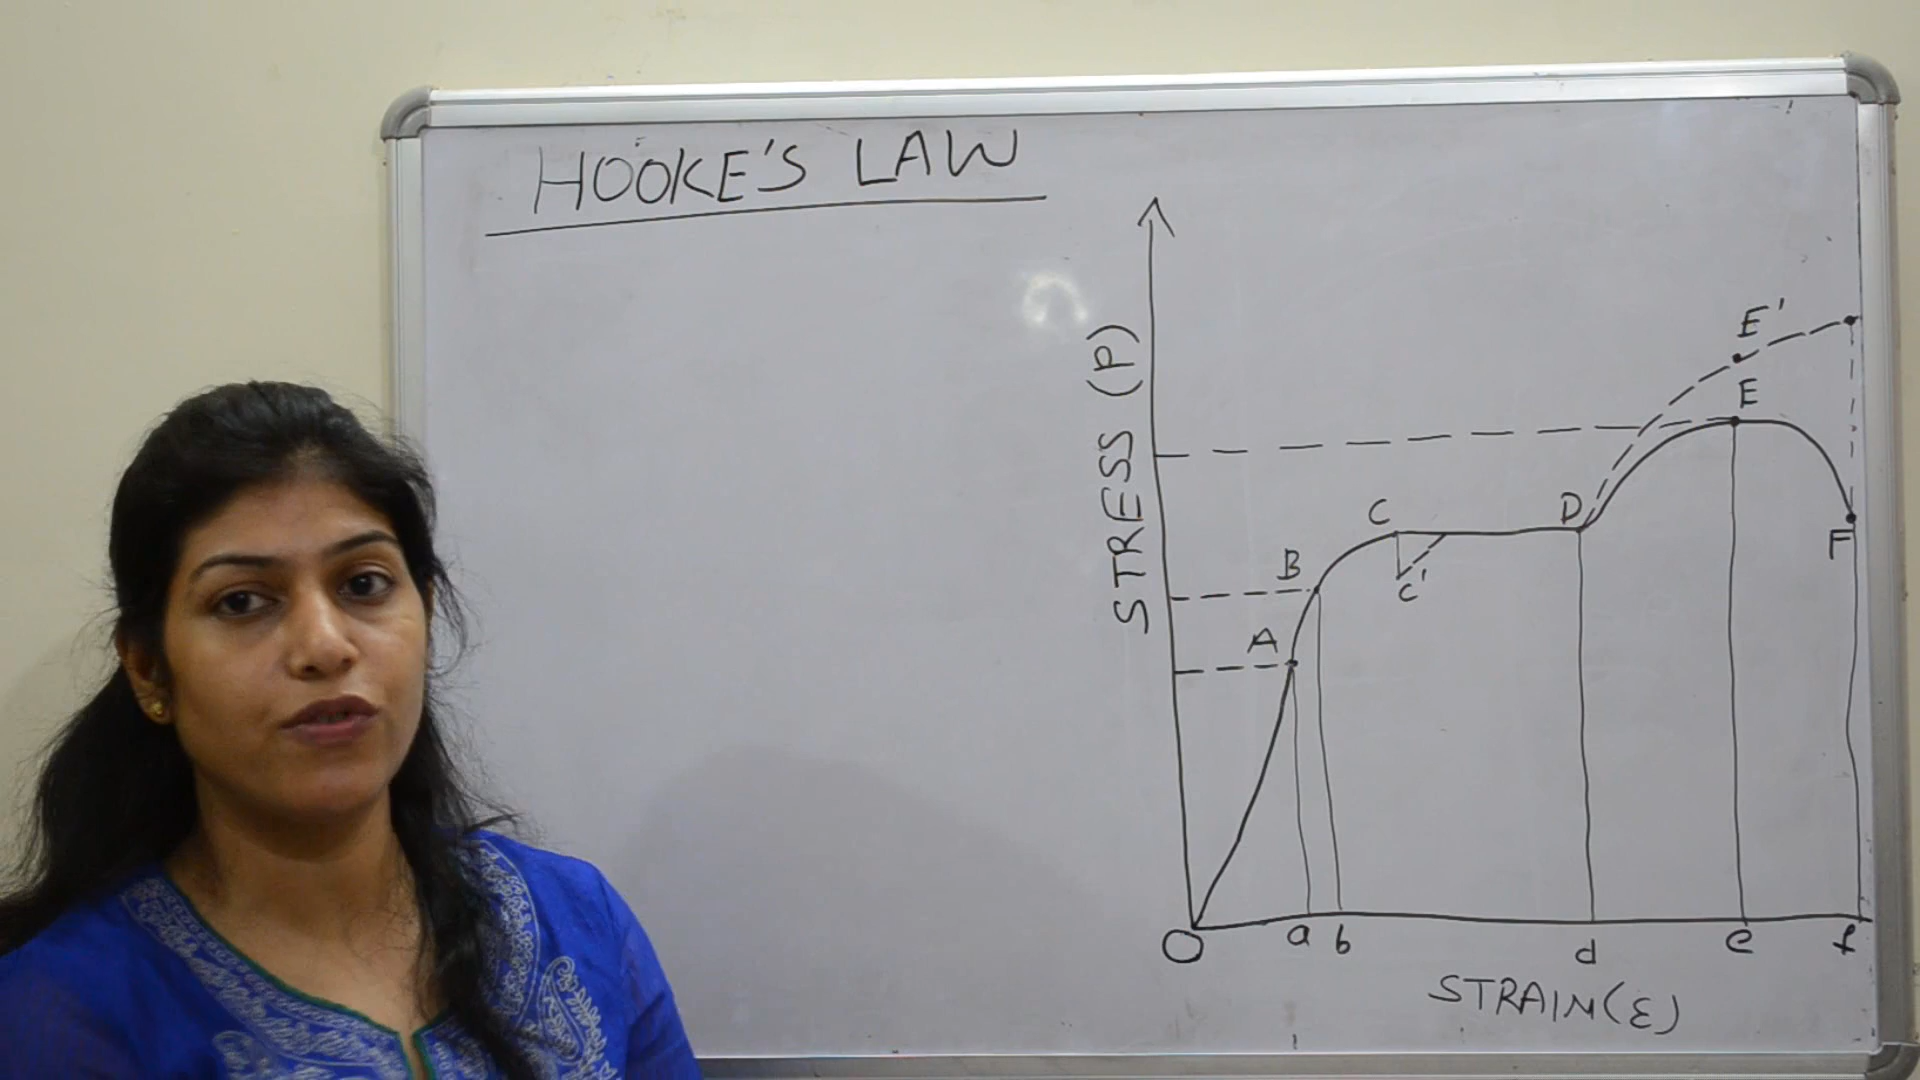 HOOKE'S LAW
STRESS (P)
E'
E
C
D
B
C'
F
A
O
a
b
d
e
f
STRAIN(ε)